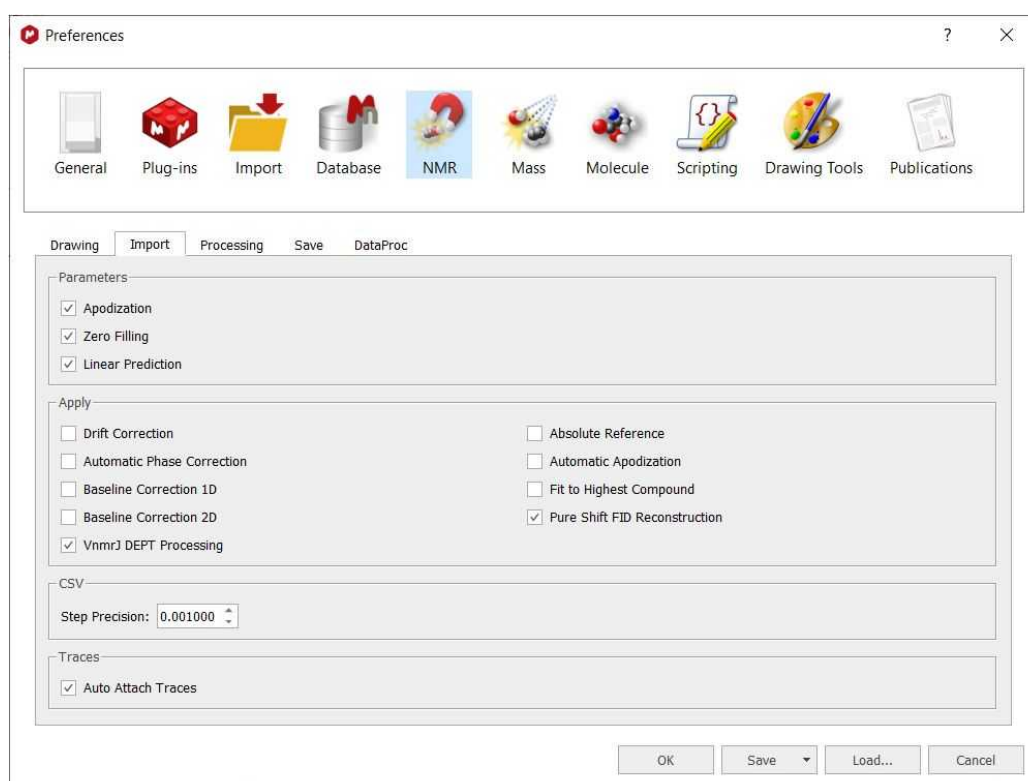 Preferences
?
General Plug-ins Import Database NMR Mass Molecule Scripting Drawing Tools Publications
Drawing Import Processing Save DataProc
Parameters
Apodization
Zero Filling
Linear Prediction
Apply
Drift Correction Absolute Reference
Automatic Phase Correction Automatic Apodization
Baseline Correction 1D Fit to Highest Compound
Baseline Correction 2D Pure Shift FID Reconstruction
VnmrJ DEPT Processing
CSV
Step Precision: 0.001000
Traces
Auto Attach Traces
OK Save Load... Cancel